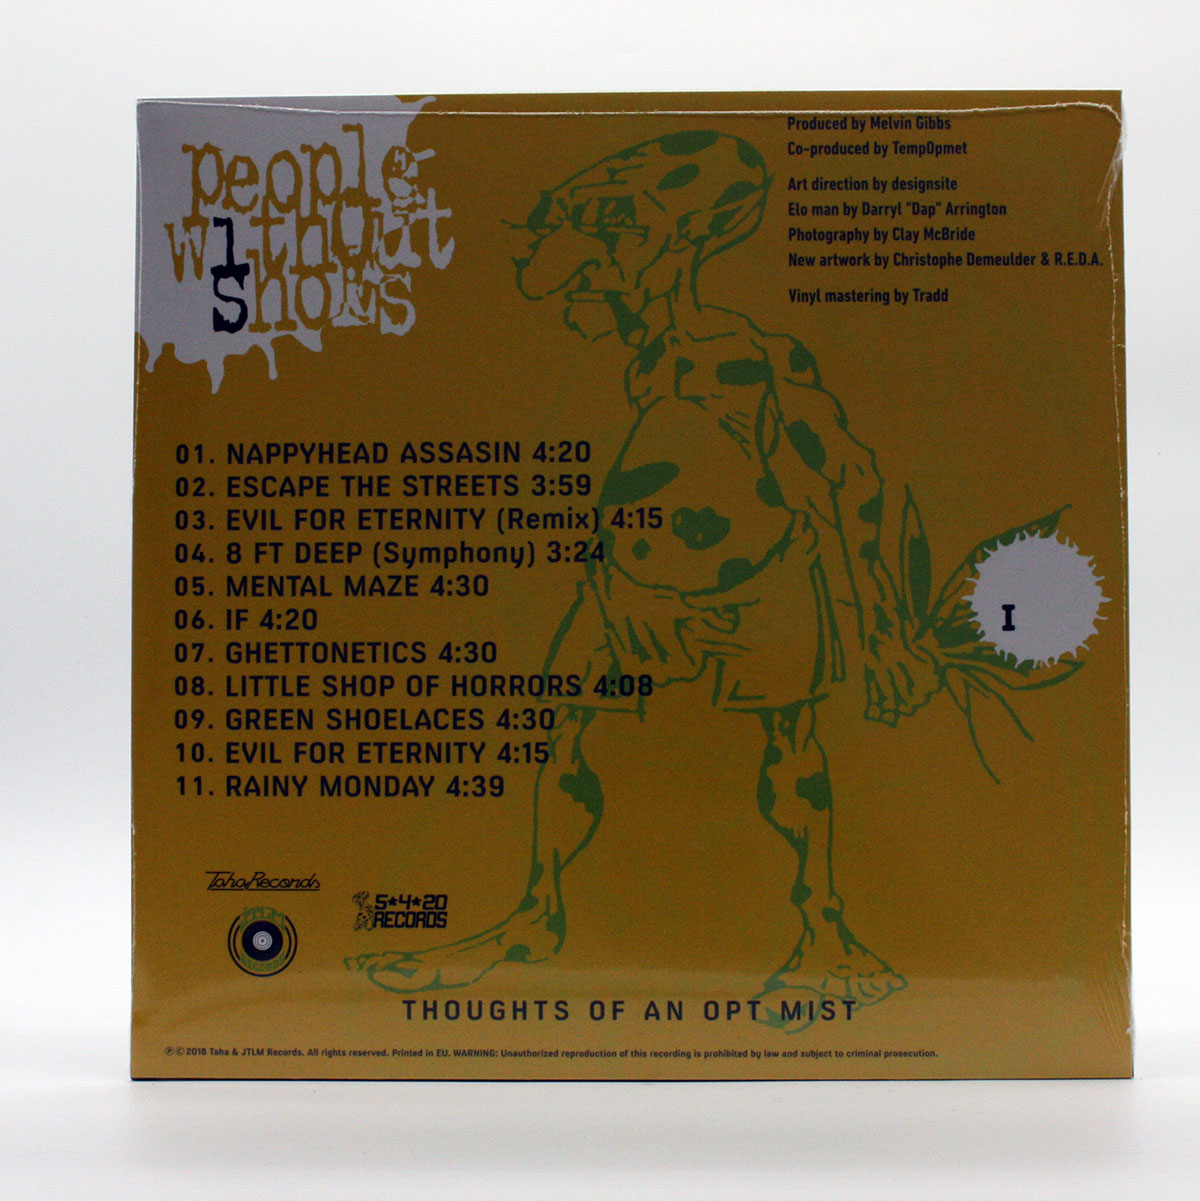 people
w1thout
shoes
Produced by Melvin Gibbs
Co-produced by TempOpmet
Art direction by designsite
Elo man by Darryl "Dap" Arrington
Photography by Clay McBride
New artwork by Christophe Demeulder & R.E.D.A.
Vinyl mastering by Tradd
01. NAPPYHEAD ASSASIN 4:20
02. ESCAPE THE STREETS 3:59
03. EVIL FOR ETERNITY (Remix) 4:15
04. 8 FT DEEP (Symphony) 3:24
05. MENTAL MAZE 4:30
06. IF 4:20
07. GHETTONETICS 4:30
08. LITTLE SHOP OF HORRORS 4:08
09. GREEN SHOELACES 4:30
10. EVIL FOR ETERNITY 4:15
11. RAINY MONDAY 4:39
I
Taha Records
JTLM
RECORDS
5★4★20
RECORDS
THOUGHTS OF AN OPT MIST
℗©2018 Taha & JTLM Records. All rights reserved. Printed in EU. WARNING: Unauthorized reproduction of this recording is prohibited by law and subject to criminal prosecution.